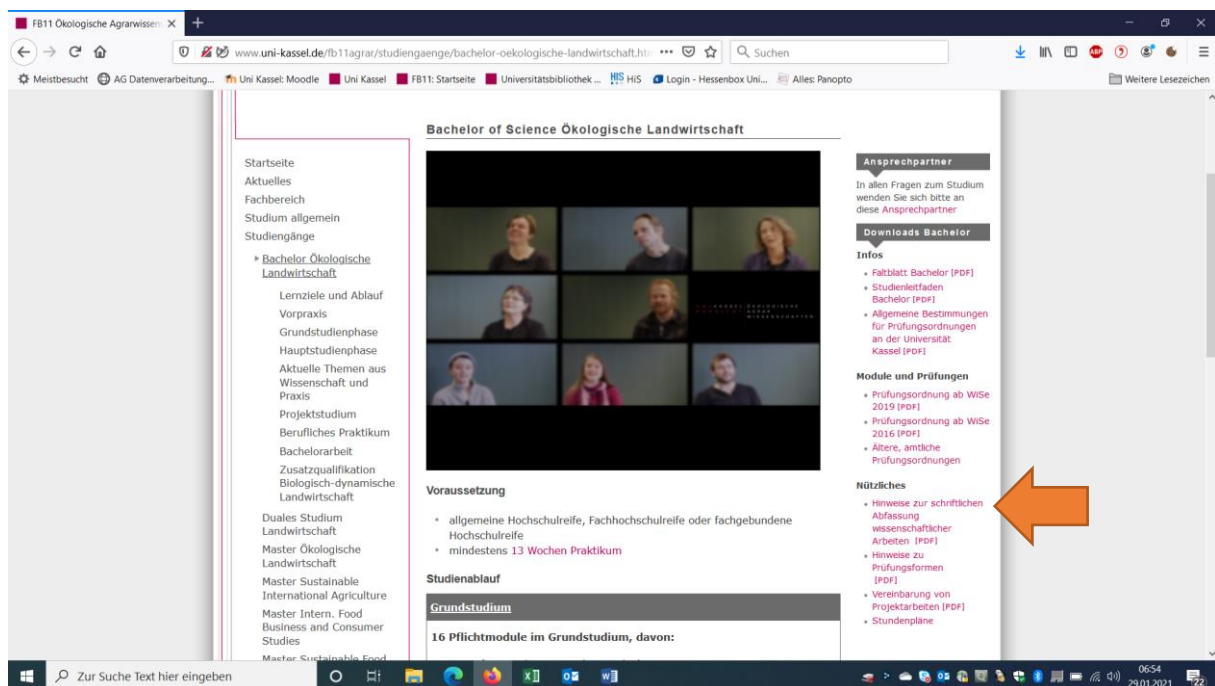 FB11 Ökologische Agrarwissen
www.uni-kassel.de/fb11agrar/studiengaenge/bachelor-oekologische-landwirtschaft.htm
Suchen
Meistbesucht
AG Datenverarbeitung...
Uni Kassel: Moodle
Uni Kassel
FB11: Startseite
Universitätsbibliothek ...
HIS HiS
Login - Hessenbox Uni...
Alles: Panopto
Weitere Lesezeichen
Bachelor of Science Ökologische Landwirtschaft
Startseite
Aktuelles
Fachbereich
Studium allgemein
Studiengänge
Bachelor Ökologische
Landwirtschaft
Lernziele und Ablauf
Vorpraxis
Grundstudienphase
Hauptstudienphase
Aktuelle Themen aus
Wissenschaft und
Praxis
Projektstudium
Berufliches Praktikum
Bachelorarbeit
Zusatzqualifikation
Biologisch-dynamische
Landwirtschaft
Duales Studium
Landwirtschaft
Master Ökologische
Landwirtschaft
Master Sustainable
International Agriculture
Master Intern. Food
Business and Consumer
Studies
Master Sustainable Food
Voraussetzung
• allgemeine Hochschulreife, Fachhochschulreife oder fachgebundene
Hochschulreife
• mindestens 13 Wochen Praktikum
Studienablauf
Grundstudium
16 Pflichtmodule im Grundstudium, davon:
Ansprechpartner
In allen Fragen zum Studium
wenden Sie sich bitte an
diese Ansprechpartner
Downloads Bachelor
Infos
• Faltblatt Bachelor [PDF]
• Studienleitfaden
Bachelor [PDF]
• Allgemeine Bestimmungen
für Prüfungsordnungen
an der Universität
Kassel [PDF]
Module und Prüfungen
• Prüfungsordnung ab WiSe
2019 [PDF]
• Prüfungsordnung ab WiSe
2016 [PDF]
• Ältere, amtliche
Prüfungsordnungen
Nützliches
• Hinweise zur schriftlichen
Abfassung
wissenschaftlicher
Arbeiten [PDF]
• Hinweise zu
Prüfungsformen
[PDF]
• Vereinbarung von
Projektarbeiten [PDF]
• Stundenpläne
Zur Suche Text hier eingeben
06:54
29.01.2021
22